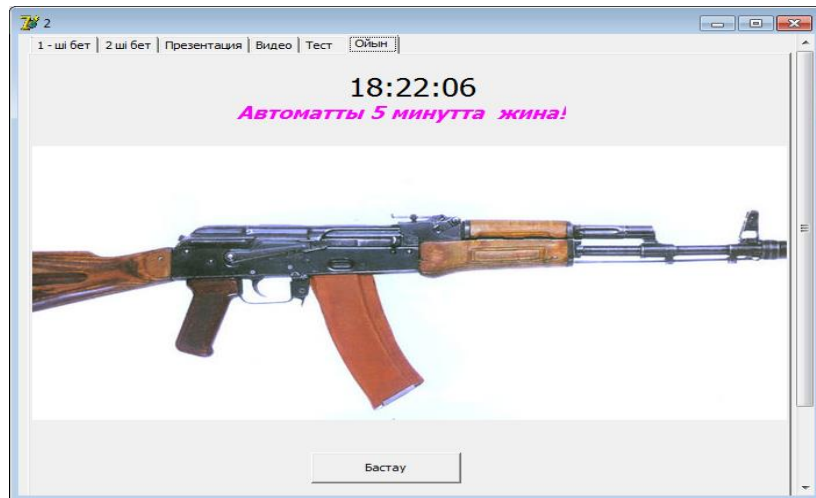 2
1 - ші бет 2 ші бет Презентация Видео Тест Ойын
18:22:06
Автоматты 5 минутта жина!
Бастау